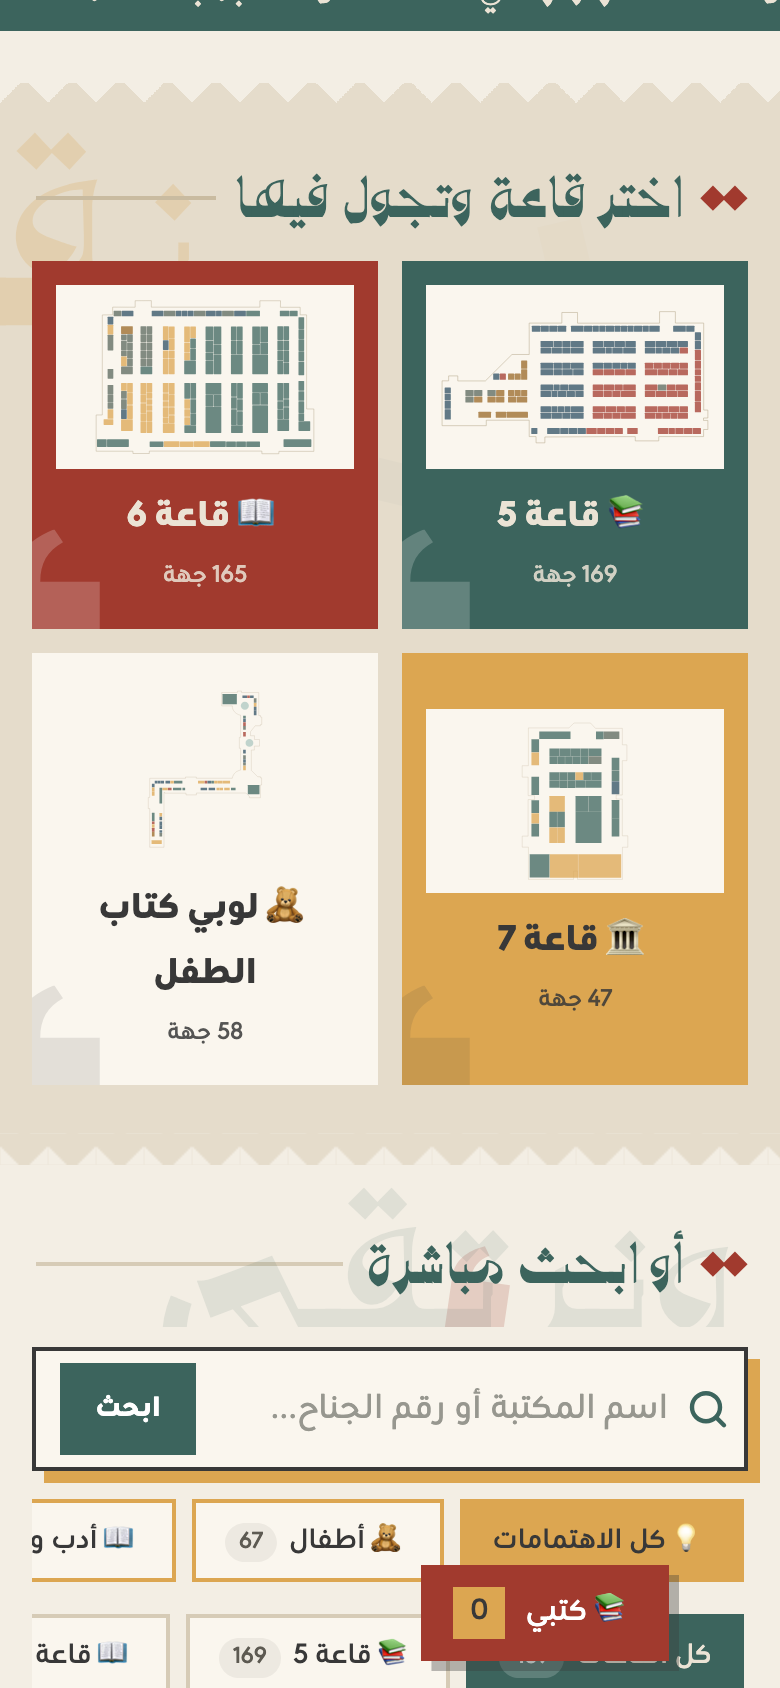 اختر قاعة وتجول فيها
📚 قاعة 5
169 جهة
📖 قاعة 6
165 جهة
🏛️ قاعة 7
47 جهة
🧸 لوبي كتاب
الطفل
58 جهة
أو ابحث مباشرة
اسم المكتبة أو رقم الجناح...
ابحث
💡 كل الاهتمامات
🧸 أطفال 67
📖 أدب و
📚 كتبي 0
كل
📚 قاعة 5 169
📖 قاعة